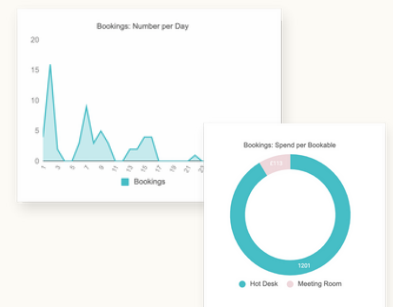 Bookings: Number per Day
20
15
10
5
0
1 3 5 7 9 11 13 15 17 19 21 23
Bookings
Bookings: Spend per Bookable
1201
Hot Desk Meeting Room